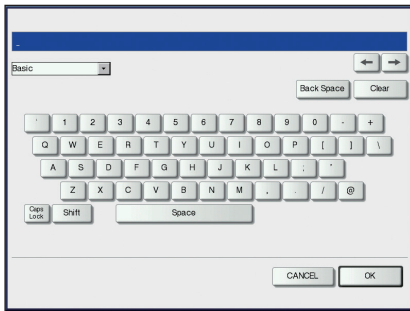 _
Basic
Back Space Clear
' 1 2 3 4 5 6 7 8 9 0 - +
Q W E R T Y U I O P [ ] \
A S D F G H J K L ; '
Z X C V B N M , . / @
Caps Lock Shift Space
CANCEL OK